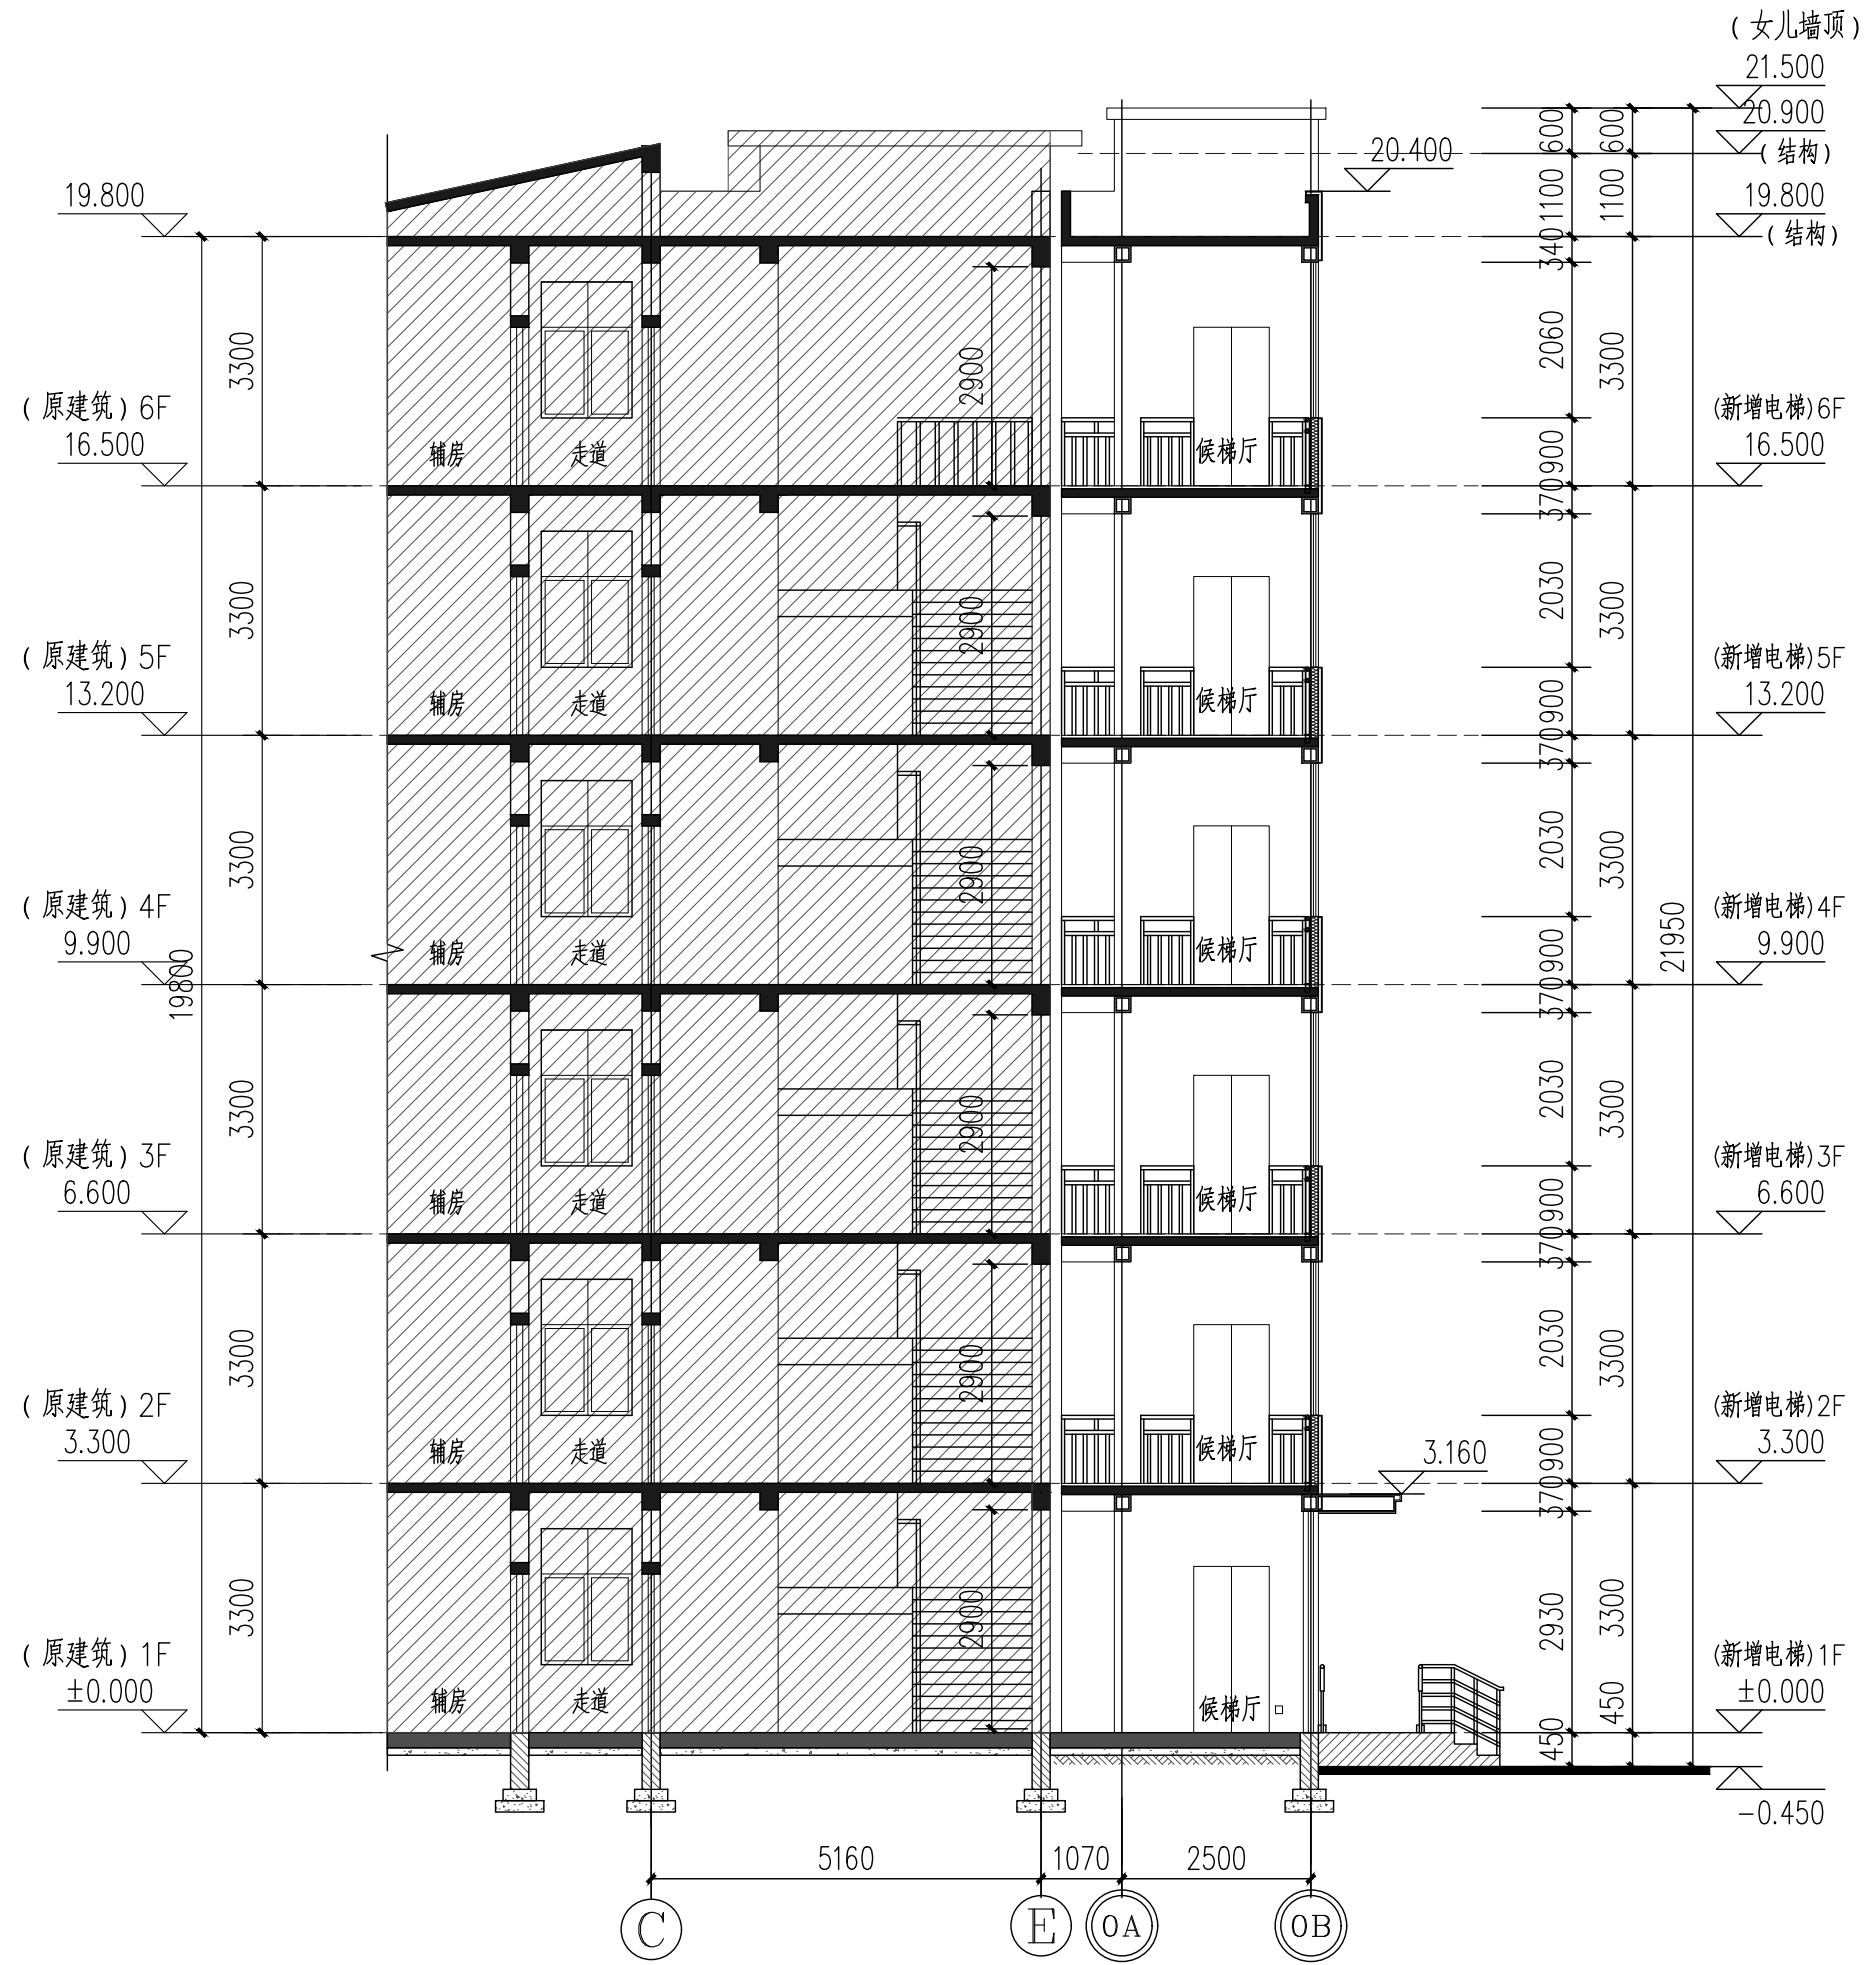 (女儿墙顶)
21.500
20.900
(结构)
20.400
19.800
19.800
(结构)
600
600
1100
1100
340
2060
3300
3300
2900
(原建筑)6F
16.500
辅房
走道
候梯厅
(新增电梯)6F
16.500
900
370
2030
3300
3300
2900
(原建筑)5F
13.200
辅房
走道
候梯厅
(新增电梯)5F
13.200
900
370
2030
3300
3300
2900
(原建筑)4F
9.900
19800
辅房
走道
候梯厅
21950
(新增电梯)4F
9.900
900
370
2030
3300
3300
2900
(原建筑)3F
6.600
辅房
走道
候梯厅
(新增电梯)3F
6.600
900
370
2030
3300
3300
2900
(原建筑)2F
3.300
辅房
走道
候梯厅
3.160
(新增电梯)2F
3.300
900
370
2930
3300
3300
2900
(原建筑)1F
±0.000
辅房
走道
候梯厅
(新增电梯)1F
±0.000
450
450
-0.450
5160
1070
2500
C
E
0A
0B